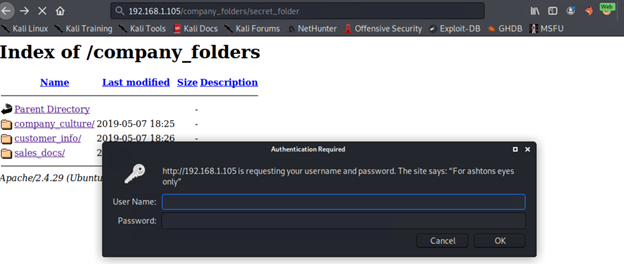 192.168.1.105/company_folders/secret_folder
Web
Kali Linux Kali Training Kali Tools Kali Docs Kali Forums NetHunter Offensive Security Exploit-DB GHDB MSFU
Index of /company_folders
Name Last modified Size Description
Parent Directory -
company_culture/ 2019-05-07 18:25 -
customer_info/ 2019-05-07 18:26 -
sales_docs/ 2
Apache/2.4.29 (Ubuntu
Authentication Required
http://192.168.1.105 is requesting your username and password. The site says: “For ashtons eyes
only”
User Name:
Password:
Cancel OK